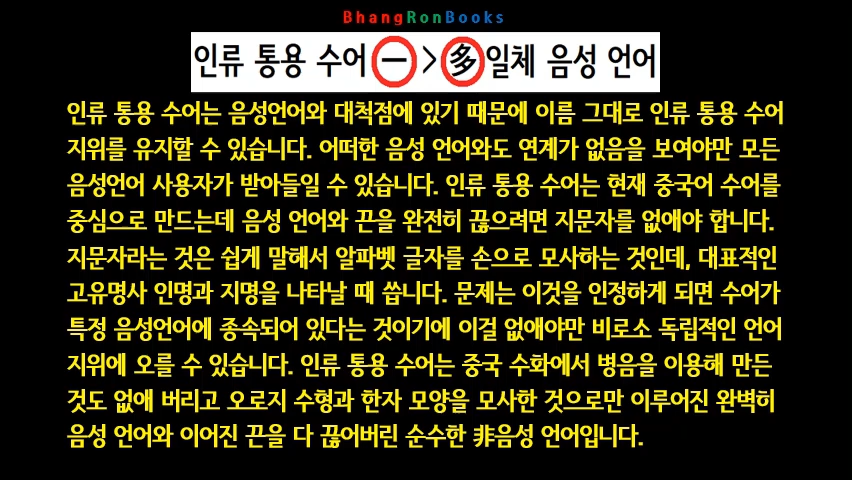 BhangRonBooks
인류 통용 수어 一 > 多 일체 음성 언어
인류 통용 수어는 음성언어와 대척점에 있기 때문에 이름 그대로 인류 통용 수어
지위를 유지할 수 있습니다. 어떠한 음성 언어와도 연계가 없음을 보여야만 모든
음성언어 사용자가 받아들일 수 있습니다. 인류 통용 수어는 현재 중국어 수어를
중심으로 만드는데 음성 언어와 끈을 완전히 끊으려면 지문자를 없애야 합니다.
지문자라는 것은 쉽게 말해서 알파벳 글자를 손으로 모사하는 것인데, 대표적인
고유명사 인명과 지명을 나타날 때 씁니다. 문제는 이것을 인정하게 되면 수어가
특정 음성언어에 종속되어 있다는 것이기에 이걸 없애야만 비로소 독립적인 언어
지위에 오를 수 있습니다. 인류 통용 수어는 중국 수화에서 병음을 이용해 만든
것도 없애 버리고 오로지 수형과 한자 모양을 모사한 것으로만 이루어진 완벽히
음성 언어와 이어진 끈을 다 끊어버린 순수한 非음성 언어입니다.